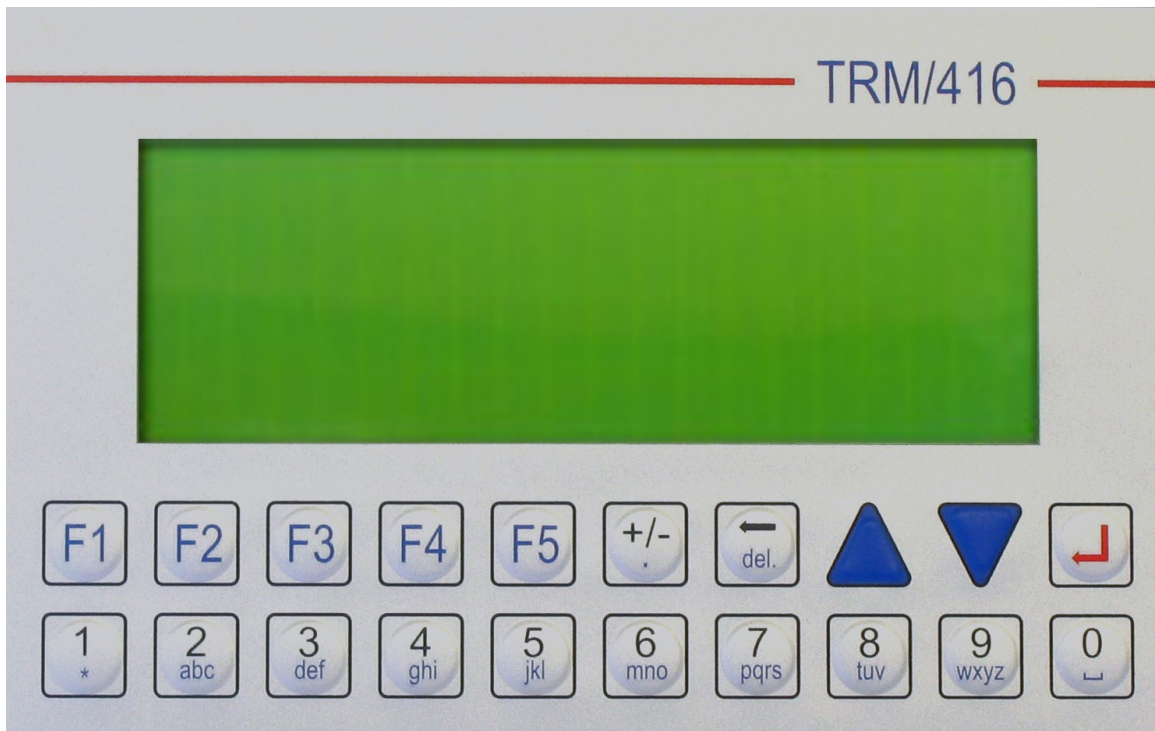 TRM/416
F1 F2 F3 F4 F5 +/- . ← del. ↵
1 * 2 abc 3 def 4 ghi 5 jkl 6 mno 7 pqrs 8 tuv 9 wxyz 0 ⎵